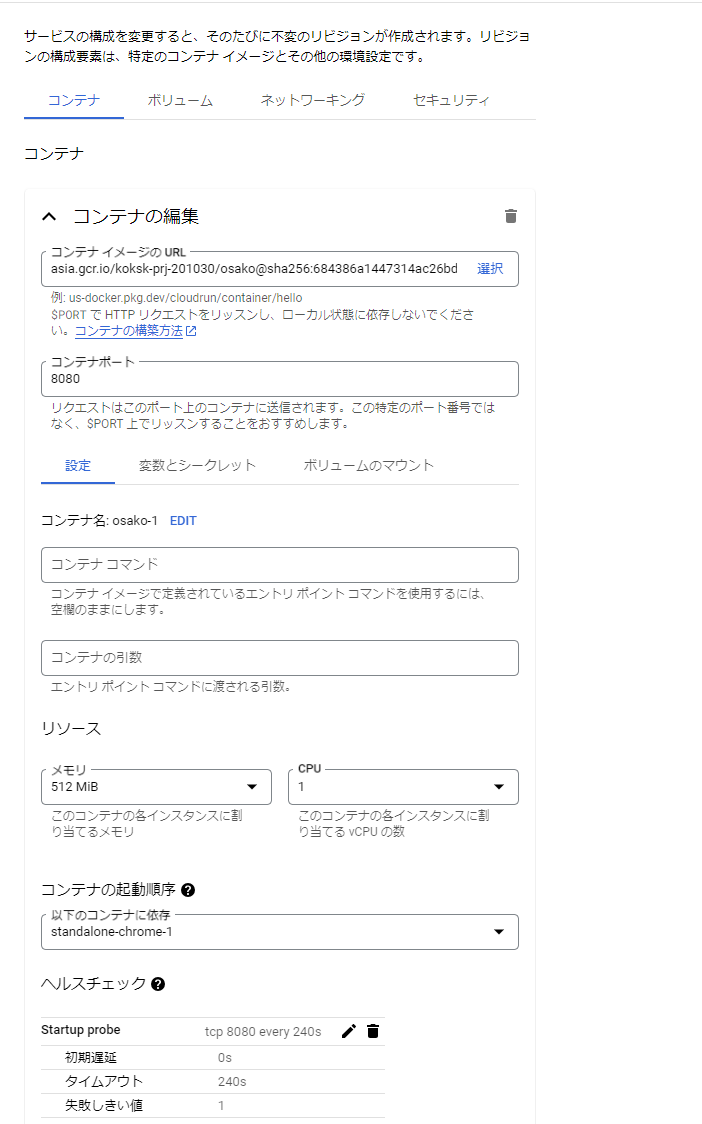 サービスの構成を変更すると、そのたびに不変のリビジョンが作成されます。リビジョ
ンの構成要素は、特定のコンテナ イメージとその他の環境設定です。
コンテナ
ボリューム
ネットワーキング
セキュリティ
コンテナ
コンテナの編集
コンテナ イメージの URL
asia.gcr.io/koksk-prj-201030/osako@sha256:684386a1447314ac26bd
選択
例: us-docker.pkg.dev/cloudrun/container/hello
$PORT で HTTP リクエストをリッスンし、ローカル状態に依存しないでくださ
い。コンテナの構築方法
コンテナポート
8080
リクエストはこのポート上のコンテナに送信されます。この特定のポート番号では
なく、$PORT 上でリッスンすることをおすすめします。
設定
変数とシークレット
ボリュームのマウント
コンテナ名: osako-1 EDIT
コンテナ コマンド
コンテナ イメージで定義されているエントリ ポイント コマンドを使用するには、
空欄のままにします。
コンテナの引数
エントリ ポイント コマンドに渡される引数。
リソース
メモリ
512 MiB
このコンテナの各インスタンスに割
り当てるメモリ
CPU
1
このコンテナの各インスタンスに割
り当てる vCPU の数
コンテナの起動順序
以下のコンテナに依存
standalone-chrome-1
ヘルスチェック
Startup probe tcp 8080 every 240s
初期遅延 0s
タイムアウト 240s
失敗しきい値 1